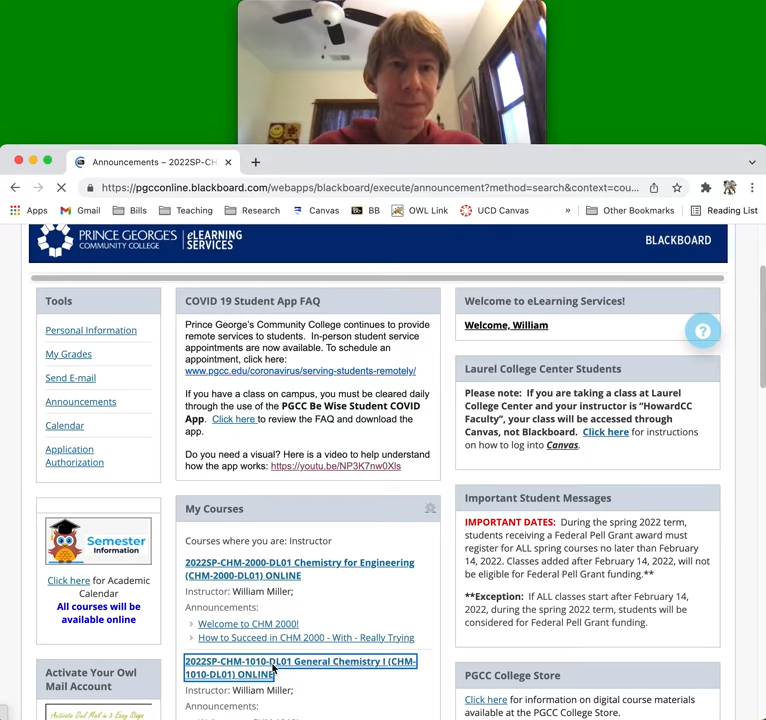 Announcements – 2022SP-CH
https://pgcconline.blackboard.com/webapps/blackboard/execute/announcement?method=search&context=cou...
Apps
Gmail
Bills
Teaching
Research
Canvas
BB
OWL Link
UCD Canvas
»
Other Bookmarks
Reading List
PRINCE GEORGE'S
COMMUNITY COLLEGE
eLEARNING
SERVICES
BLACKBOARD
Tools
Personal Information
My Grades
Send E-mail
Announcements
Calendar
Application
Authorization
Semester
Information
Click here for Academic
Calendar
All courses will be
available online
Activate Your Owl
Mail Account
Activate Owl Mail in 3 Easy Steps
COVID 19 Student App FAQ
Prince George's Community College continues to provide
remote services to students.  In-person student service
appointments are now available. To schedule an
appointment, click here:
www.pgcc.edu/coronavirus/serving-students-remotely/
If you have a class on campus, you must be cleared daily
through the use of the PGCC Be Wise Student COVID
App.  Click here to review the FAQ and download the
app.
Do you need a visual? Here is a video to help understand
how the app works: https://youtu.be/NP3K7nw0Xls
My Courses
Courses where you are: Instructor
2022SP-CHM-2000-DL01 Chemistry for Engineering
(CHM-2000-DL01) ONLINE
Instructor: William Miller;
Announcements:
Welcome to CHM 2000!
How to Succeed in CHM 2000 - With - Really Trying
2022SP-CHM-1010-DL01 General Chemistry I (CHM-
1010-DL01) ONLINE
Instructor: William Miller;
Announcements:
Welcome to eLearning Services!
Welcome, William
?
Laurel College Center Students
Please note:  If you are taking a class at Laurel
College Center and your instructor is "HowardCC
Faculty", your class will be accessed through
Canvas, not Blackboard.  Click here for instructions
on how to log into Canvas.
Important Student Messages
IMPORTANT DATES:  During the spring 2022 term,
students receiving a Federal Pell Grant award must
register for ALL spring courses no later than February
14, 2022. Classes added after February 14, 2022, will not
be eligible for Federal Pell Grant funding.**
**Exception:  If ALL classes start after February 14,
2022, during the spring 2022 term, students will be
considered for Federal Pell Grant funding.
PGCC College Store
Click here for information on digital course materials
available at the PGCC College Store.